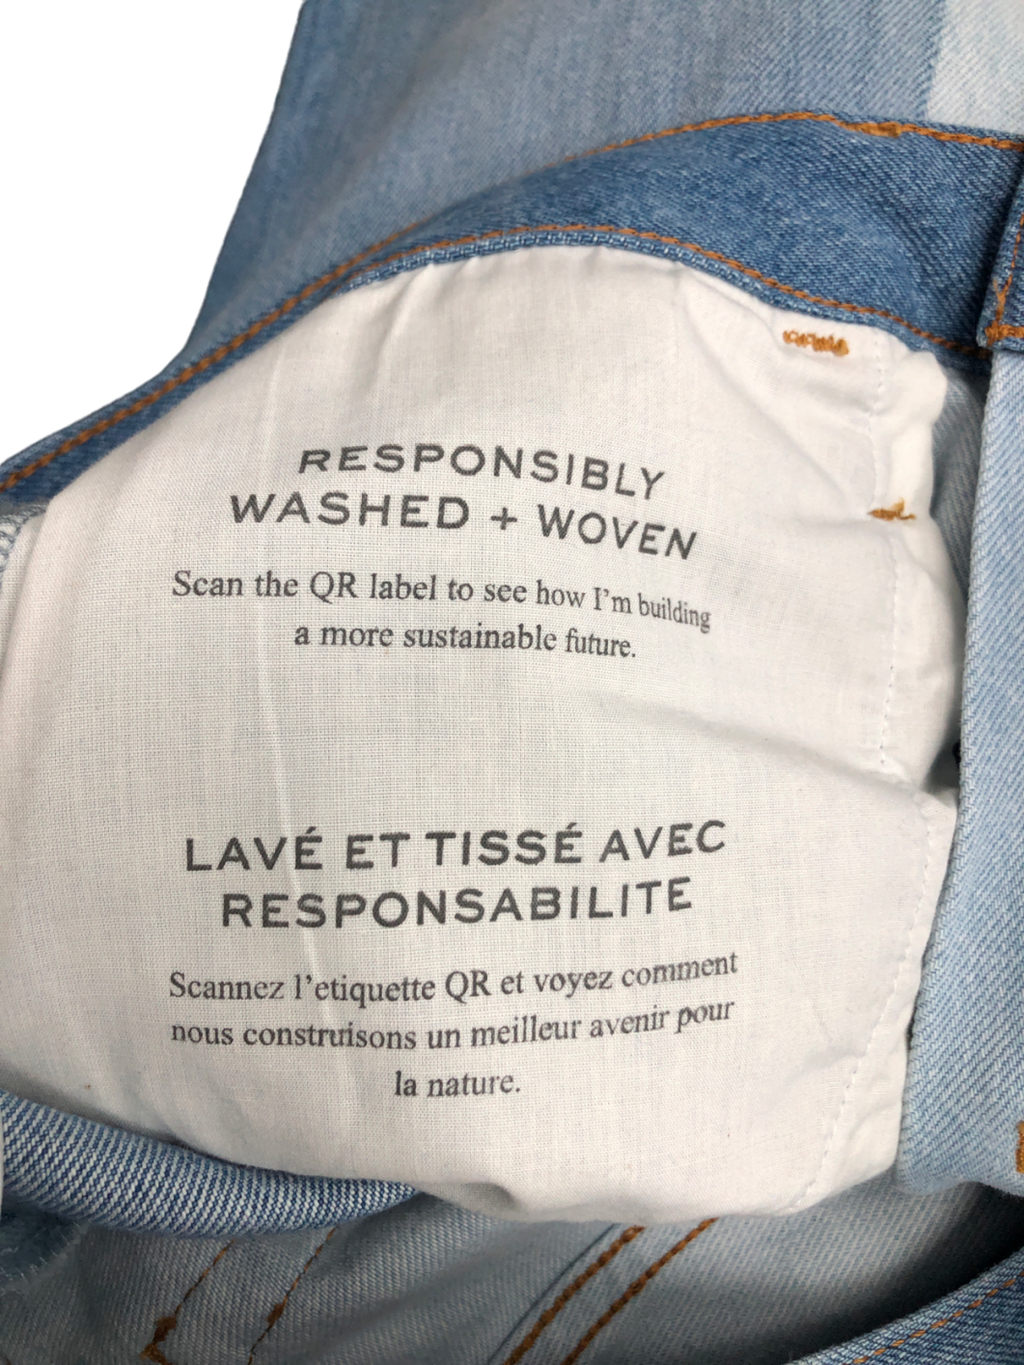 RESPONSIBLY
WASHED + WOVEN
Scan the QR label to see how I'm building
a more sustainable future.
LAVÉ ET TISSÉ AVEC
RESPONSABILITE
Scannez l'etiquette QR et voyez comment
nous construisons un meilleur avenir pour
la nature.